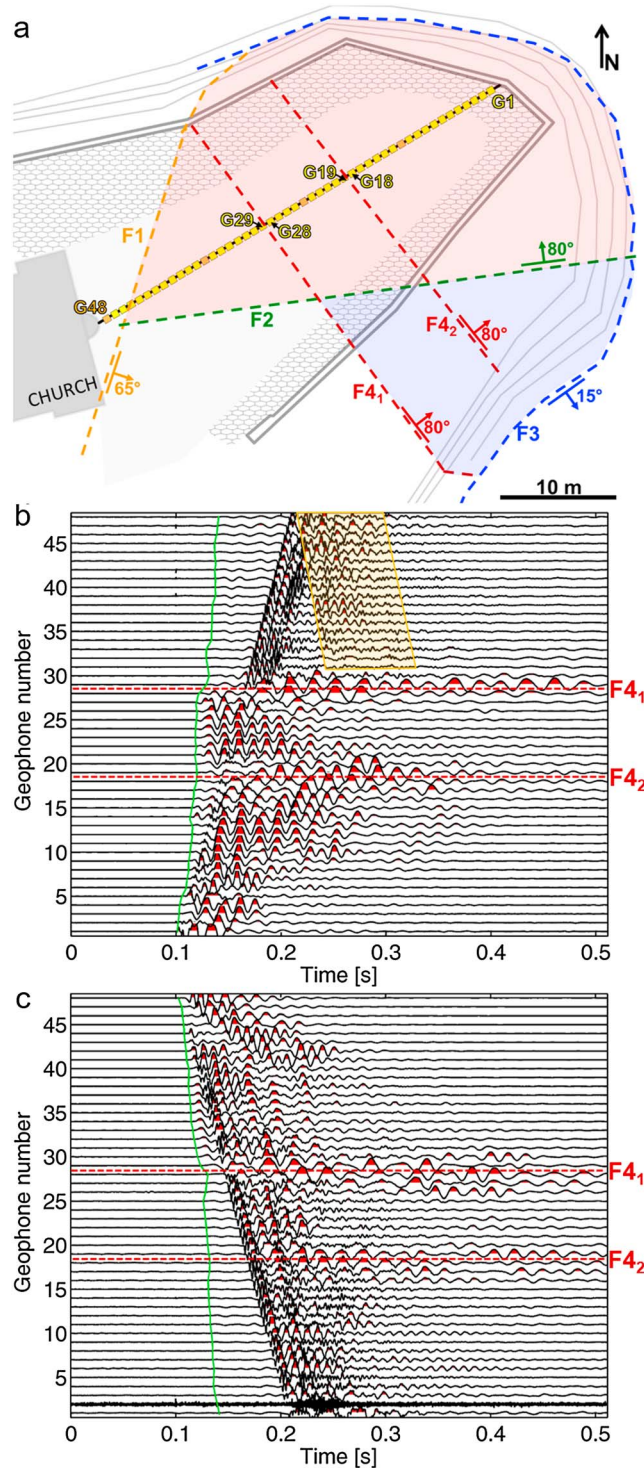 a
N
G1
G19
G18
F1
G29
G28
80°
G48
F2
F4₂
80°
CHURCH
65°
F4₁
80°
15°
F3
10 m
b
45
40
35
30
F4₁
25
20
F4₂
15
10
5
Geophone number
0
0.1
0.2
0.3
0.4
0.5
Time [s]
c
45
40
35
30
F4₁
25
20
F4₂
15
10
5
Geophone number
0
0.1
0.2
0.3
0.4
0.5
Time [s]